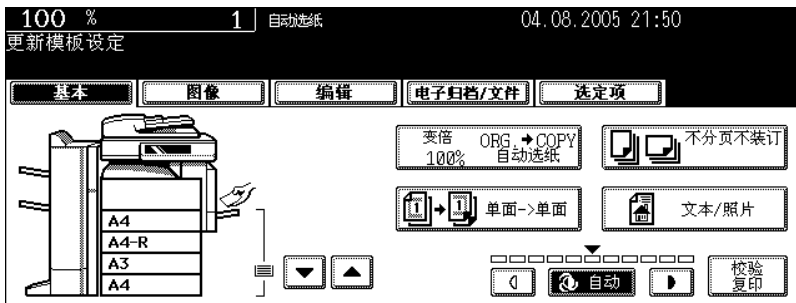 100 % 1 自动选纸 04.08.2005 21:50
更新模板设定
基本 图像 编辑 电子归档/文件 选定项
变倍 ORG.→COPY 不分页不装订
100% 自动选纸
1→1 单面->单面 文本/照片
A4
A4-R
A3
A4
自动 校验
复印